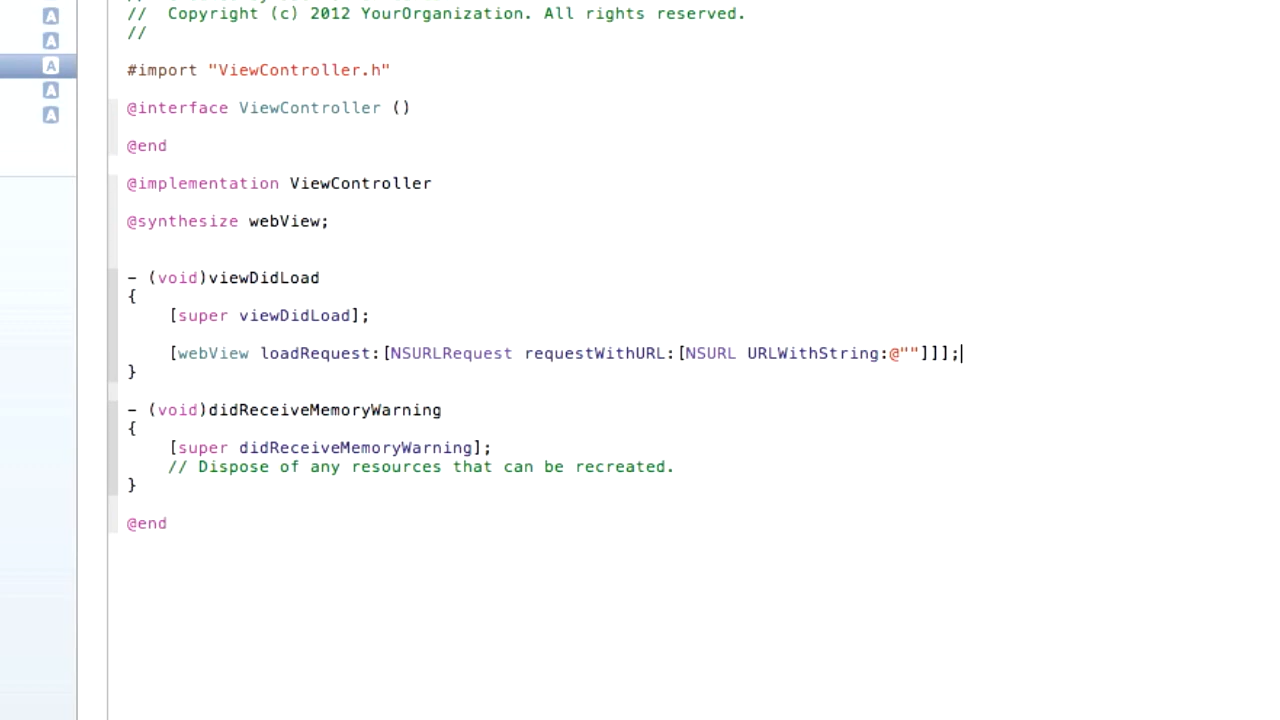 // Copyright (c) 2012 YourOrganization. All rights reserved.
//
#import "ViewController.h"
@interface ViewController ()
@end
@implementation ViewController
@synthesize webView;
- (void)viewDidLoad
{
[super viewDidLoad];
[webView loadRequest:[NSURLRequest requestWithURL:[NSURL URLWithString:@""]]];
}
- (void)didReceiveMemoryWarning
{
[super didReceiveMemoryWarning];
// Dispose of any resources that can be recreated.
}
@end